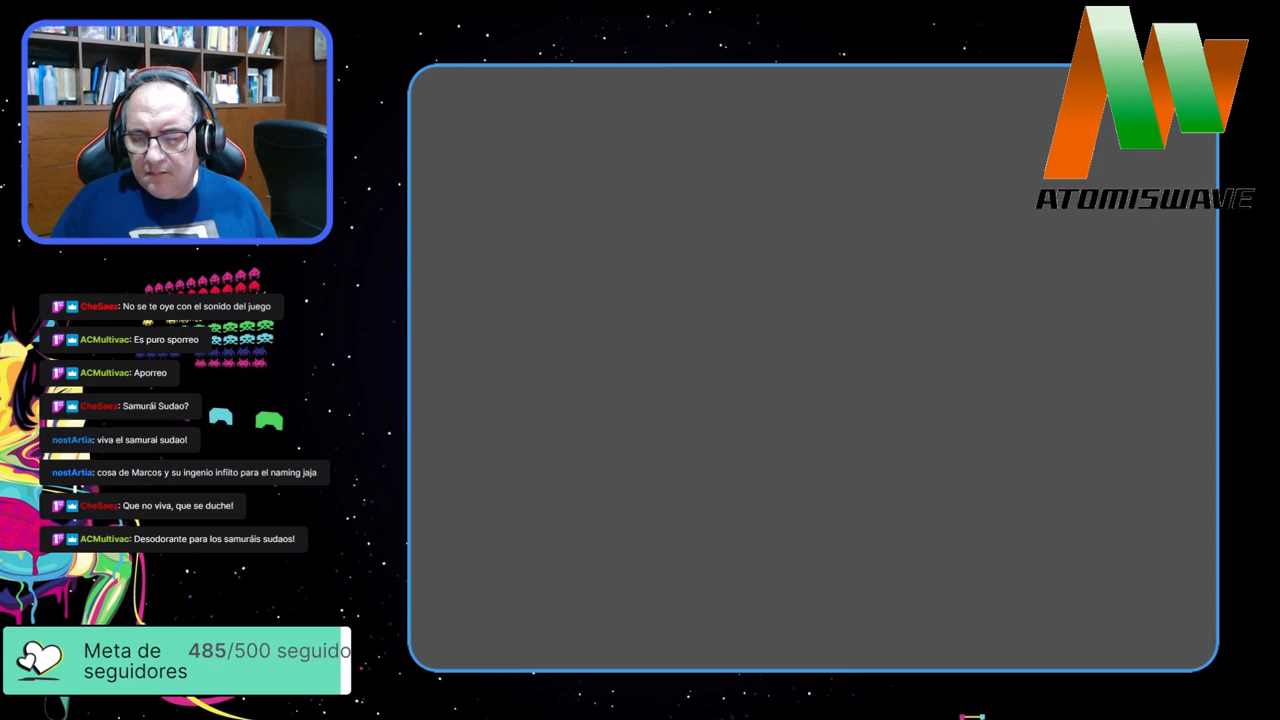 ATOMISWAVE
CheSaez: No se te oye con el sonido del juego
ACMultivac: Es puro sporreo
ACMultivac: Aporreo
CheSaez: Samurái Sudao?
nostArtia: viva el samurai sudao!
nostArtia: cosa de Marcos y su ingenio infiito para el naming jaja
CheSaez: Que no viva, que se duche!
ACMultivac: Desodorante para los samuráis sudaos!
Meta de seguidores
485/500 seguido